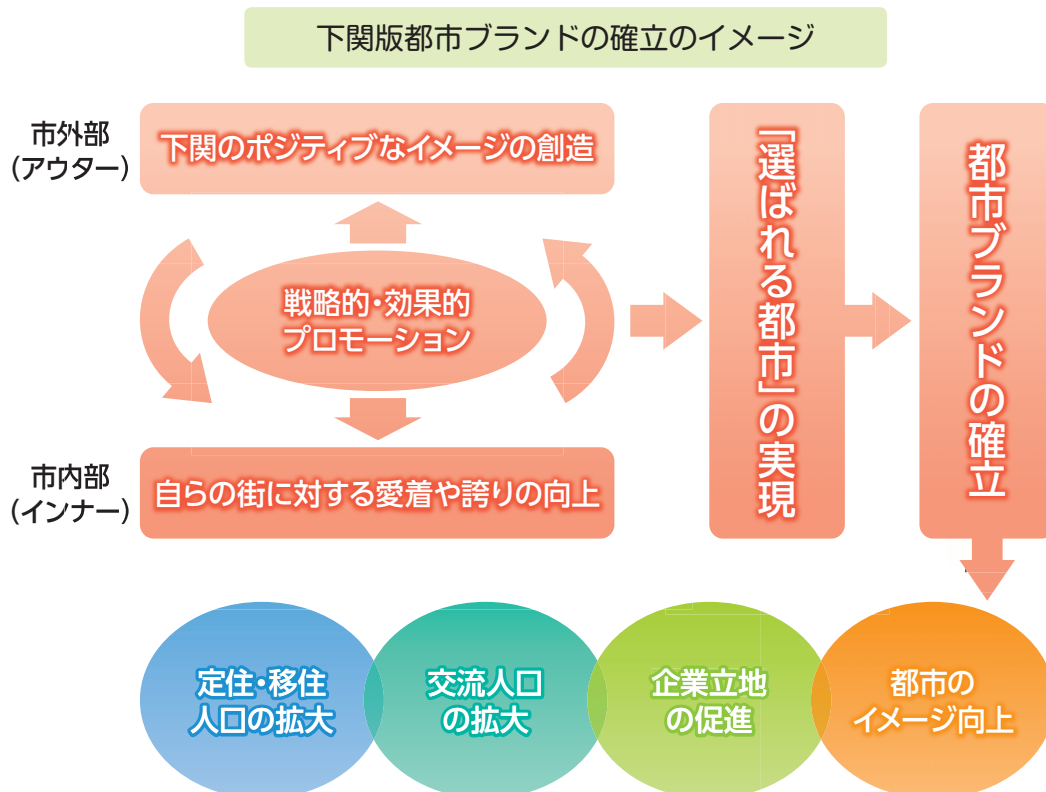 下関版都市ブランドの確立のイメージ
市外部
(アウター)
下関のポジティブなイメージの創造
戦略的・効果的
プロモーション
市内部
(インナー)
自らの街に対する愛着や誇りの向上
「選ばれる都市」の実現
都市ブランドの確立
定住・移住
人口の拡大
交流人口
の拡大
企業立地
の促進
都市の
イメージ向上